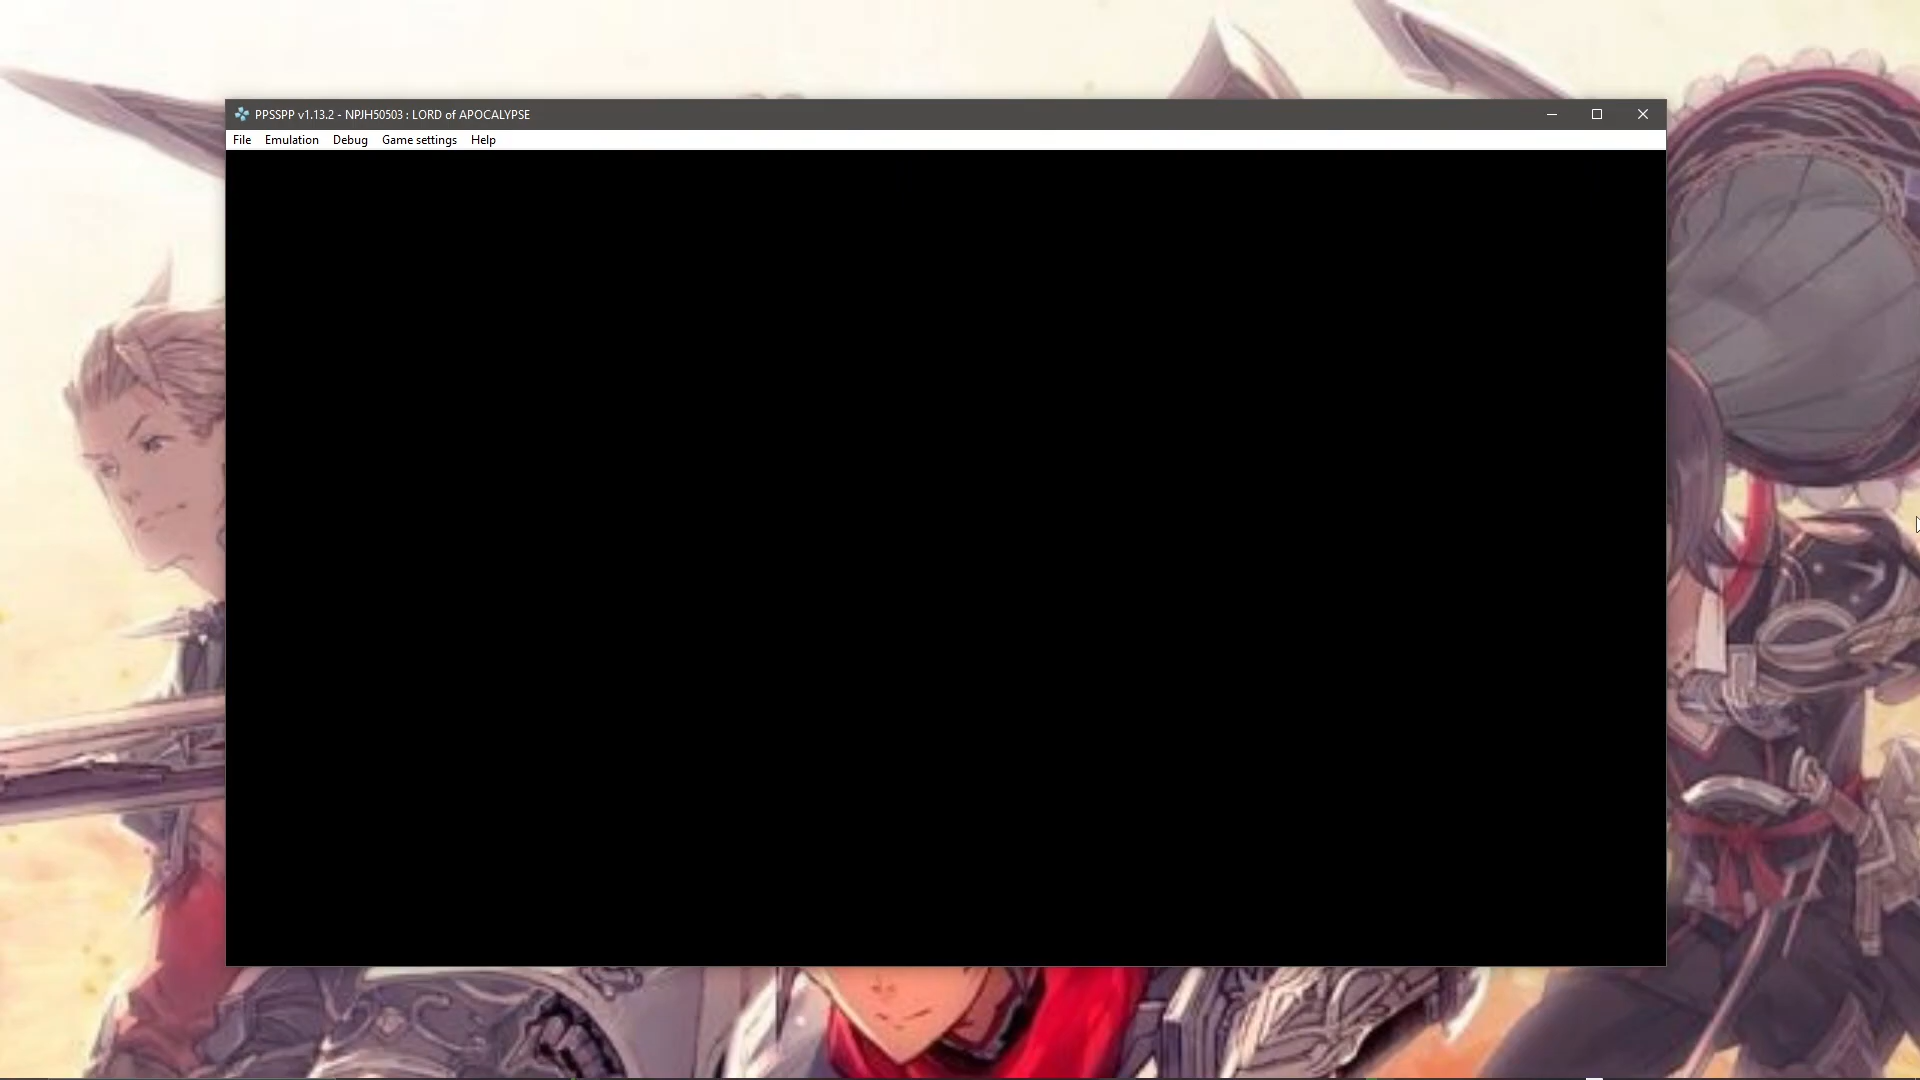 PPSSPP v1.13.2 - NPJH50503 : LORD of APOCALYPSE
File Emulation Debug Game settings Help